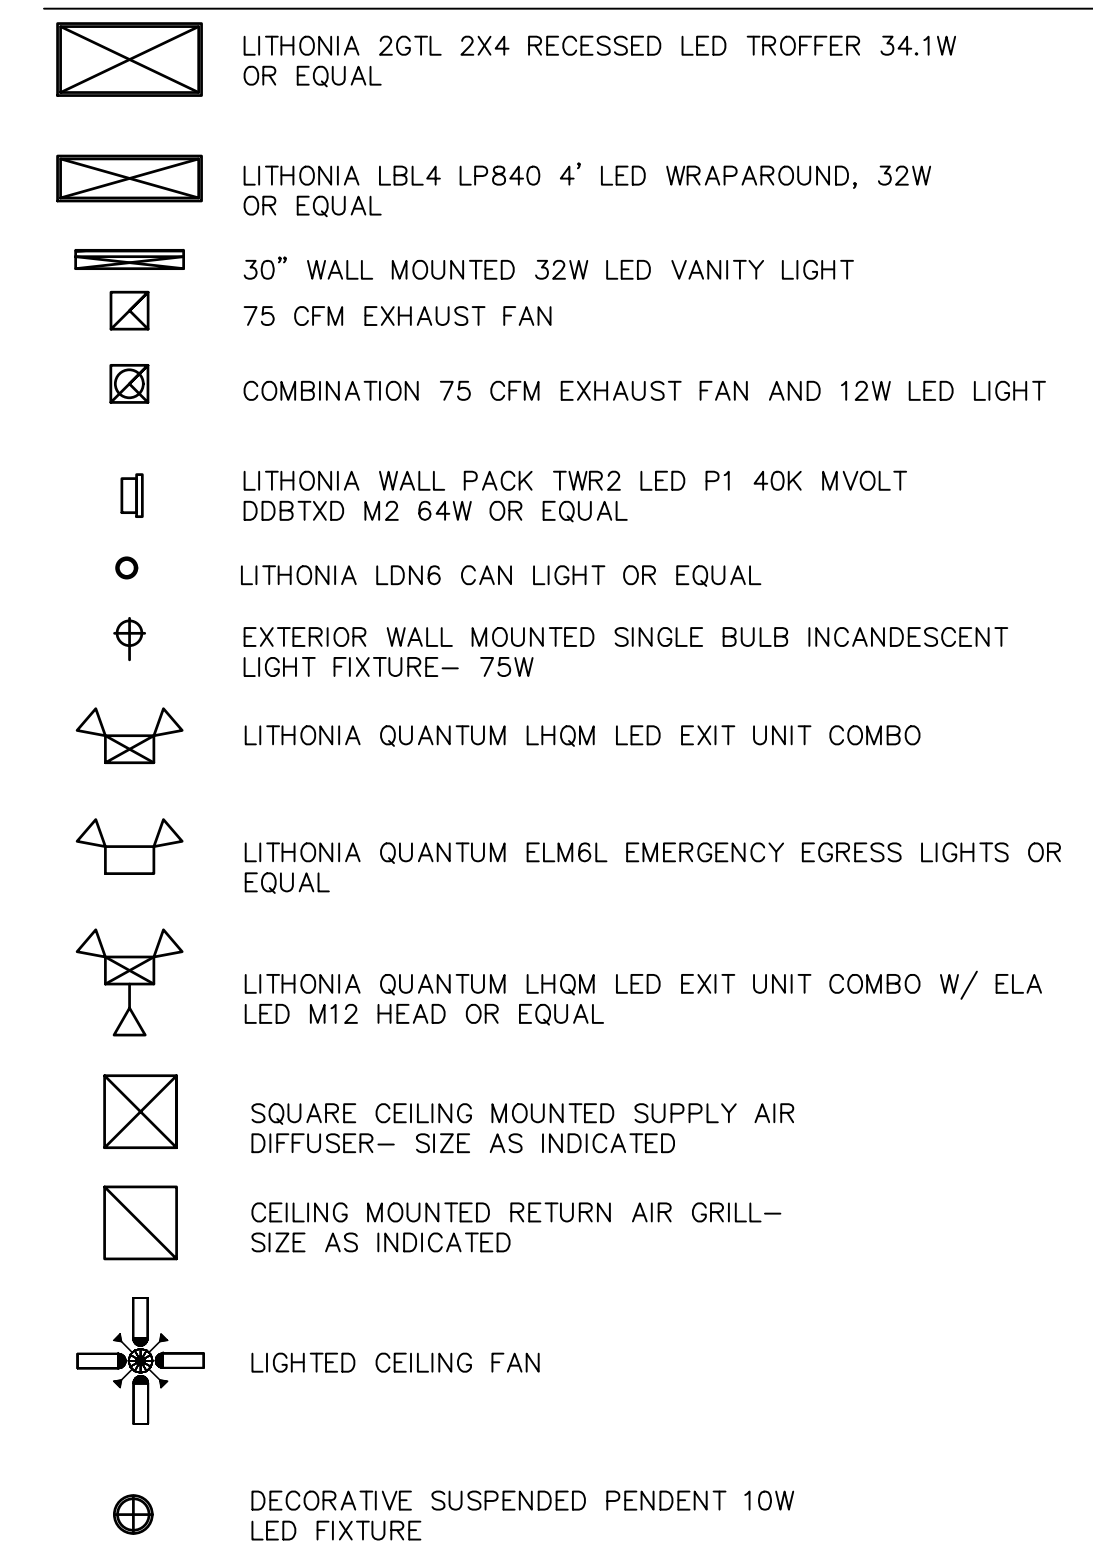 LITHONIA 2GTL 2X4 RECESSED LED TROFFER 34.1W
OR EQUAL
LITHONIA LBL4 LP840 4' LED WRAPAROUND, 32W
OR EQUAL
30" WALL MOUNTED 32W LED VANITY LIGHT
75 CFM EXHAUST FAN
COMBINATION 75 CFM EXHAUST FAN AND 12W LED LIGHT
LITHONIA WALL PACK TWR2 LED P1 40K MVOLT
DDBTXD M2 64W OR EQUAL
LITHONIA LDN6 CAN LIGHT OR EQUAL
EXTERIOR WALL MOUNTED SINGLE BULB INCANDESCENT
LIGHT FIXTURE– 75W
LITHONIA QUANTUM LHQM LED EXIT UNIT COMBO
LITHONIA QUANTUM ELM6L EMERGENCY EGRESS LIGHTS OR
EQUAL
LITHONIA QUANTUM LHQM LED EXIT UNIT COMBO W/ ELA
LED M12 HEAD OR EQUAL
SQUARE CEILING MOUNTED SUPPLY AIR
DIFFUSER– SIZE AS INDICATED
CEILING MOUNTED RETURN AIR GRILL–
SIZE AS INDICATED
LIGHTED CEILING FAN
DECORATIVE SUSPENDED PENDENT 10W
LED FIXTURE